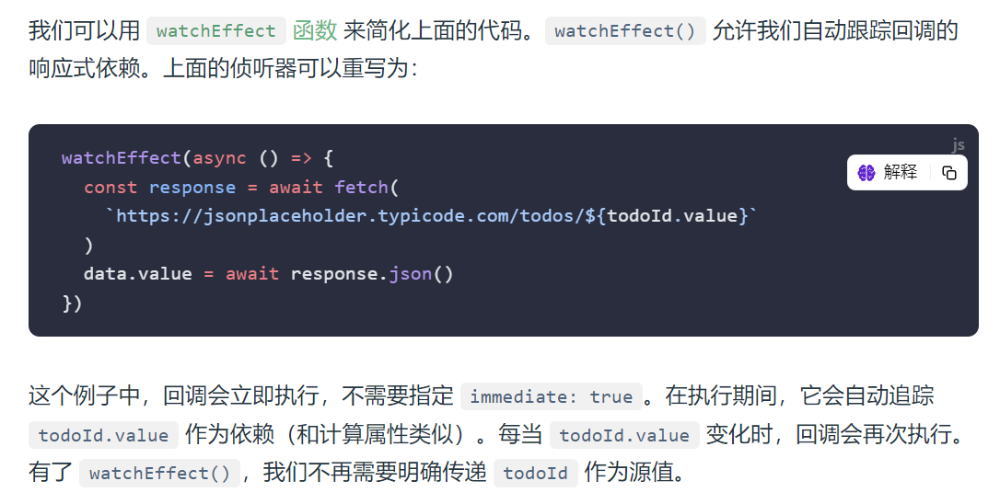 我们可以用 watchEffect 函数 来简化上面的代码。watchEffect() 允许我们自动跟踪回调的
响应式依赖。上面的侦听器可以重写为：
js
watchEffect(async () => {
解释
  const response = await fetch(
    `https://jsonplaceholder.typicode.com/todos/${todoId.value}`
  )
  data.value = await response.json()
})
这个例子中，回调会立即执行，不需要指定 immediate: true 。在执行期间，它会自动追踪
todoId.value 作为依赖（和计算属性类似）。每当 todoId.value 变化时，回调会再次执行。
有了 watchEffect()，我们不再需要明确传递 todoId 作为源值。